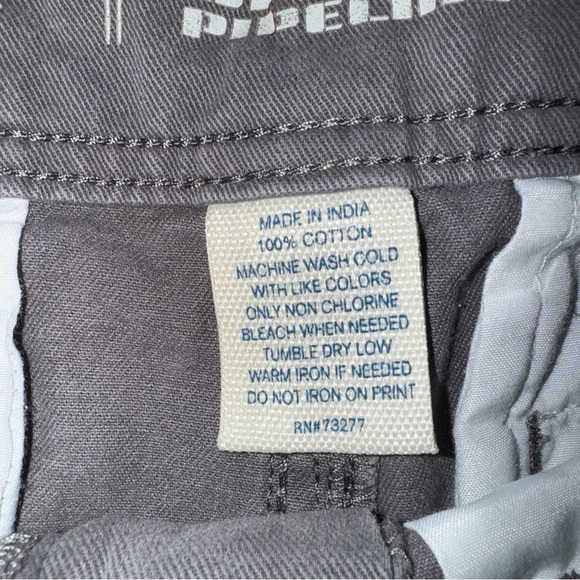 PIPELINE
MADE IN INDIA
100% COTTON
MACHINE WASH COLD
WITH LIKE COLORS
ONLY NON CHLORINE
BLEACH WHEN NEEDED
TUMBLE DRY LOW
WARM IRON IF NEEDED
DO NOT IRON ON PRINT
RN#73277